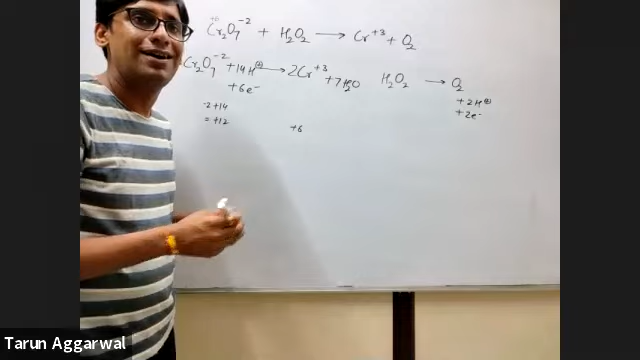 Cr₂O₇⁻² + H₂O₂ → Cr⁺³ + O₂
Cr₂O₇⁻² + 14H⊕ → 2Cr⁺³ + 7H₂O
+ 6e⁻
-2 + 14
= +12
+6
H₂O₂ → O₂
+ 2H⊕
+ 2e⁻
Tarun Aggarwal